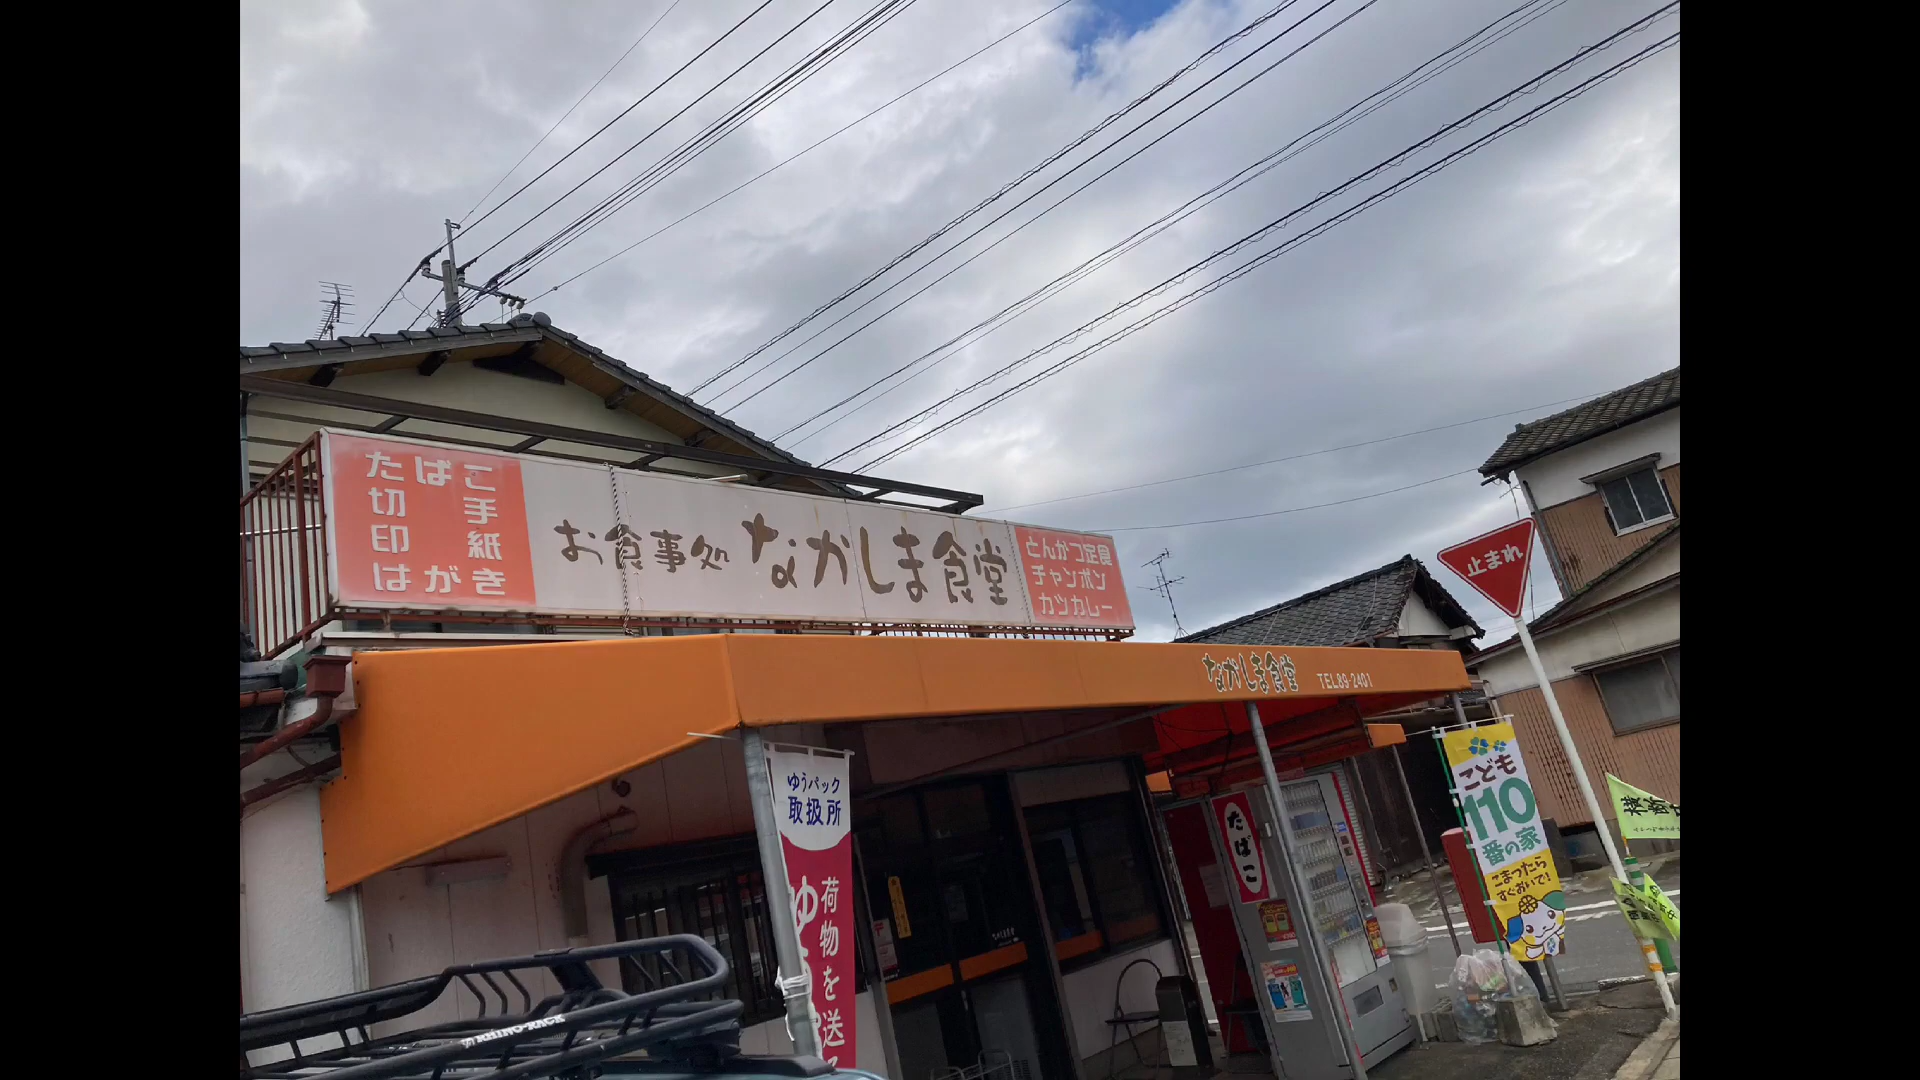 たばこ
切手
印紙
はがき
お食事処 なかしま食堂
とんかつ定食
チャンポン
カツカレー
なかしま食堂 TEL89-2401
止まれ
ゆうパック
取扱所
荷物を送
たばこ
こども
110
番の家
こまったら
すぐおいで!
横断
RHINO-RACK